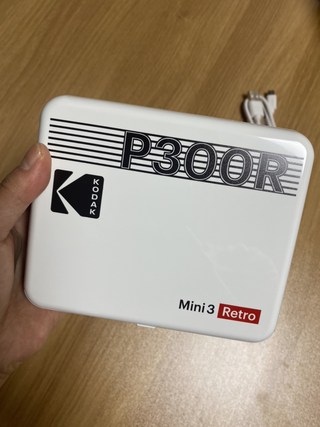 P300R
KODAK
Mini 3 Retro